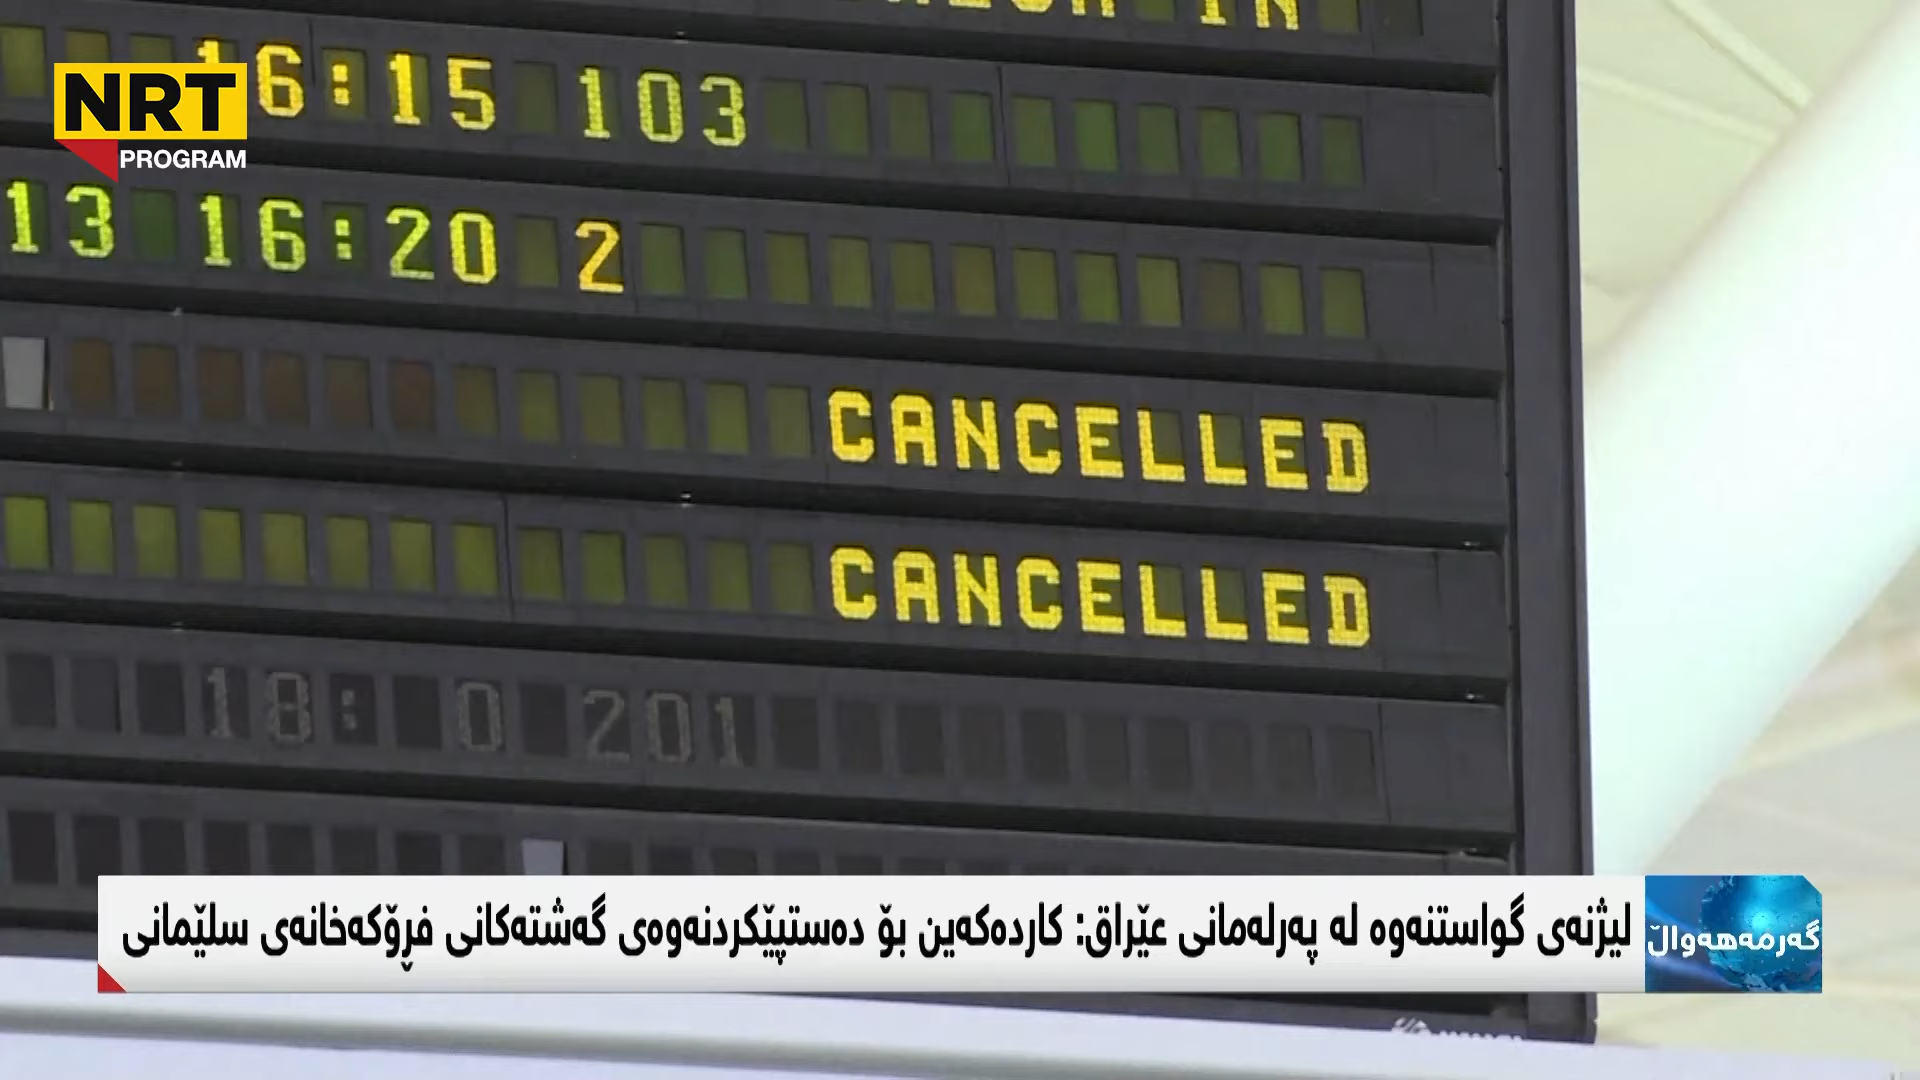 IN
16:15 103
NRT
PROGRAM
13 16:20 2
CANCELLED
CANCELLED
18: 0 201
گەرمەهەواڵ
لیژنەی گواستنەوە لە پەرلەمانی عێراق: کاردەکەین بۆ دەستپێکردنەوەی گەشتەکانی فڕۆکەخانەی سلێمانی